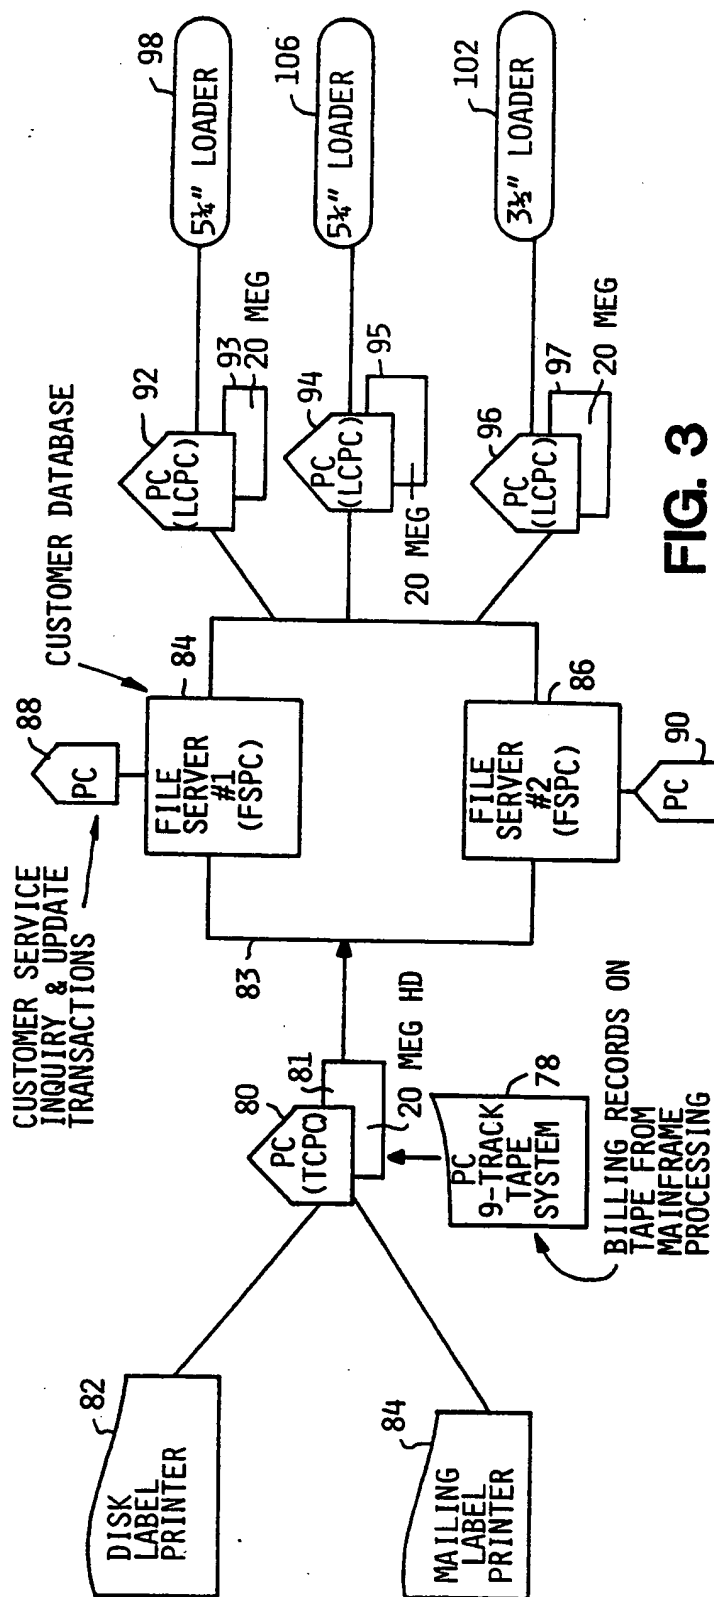 CUSTOMER SERVICE
INQUIRY & UPDATE
TRANSACTIONS
88
PC
CUSTOMER DATABASE
84
FILE
SERVER
#1
(FSPC)
83
86
FILE
SERVER
#2
(FSPC)
90
PC
82
DISK
LABEL
PRINTER
84
MAILING
LABEL
PRINTER
80
PC
(TCPC)
81
20 MEG HD
78
PC
9-TRACK
TAPE
SYSTEM
BILLING RECORDS ON
TAPE FROM
MAINFRAME
PROCESSING
92
PC
(LCPC)
93
20 MEG
98
5¼" LOADER
94
PC
(LCPC)
95
20 MEG
106
5¼" LOADER
96
PC
(LCPC)
97
20 MEG
102
3½" LOADER
FIG. 3